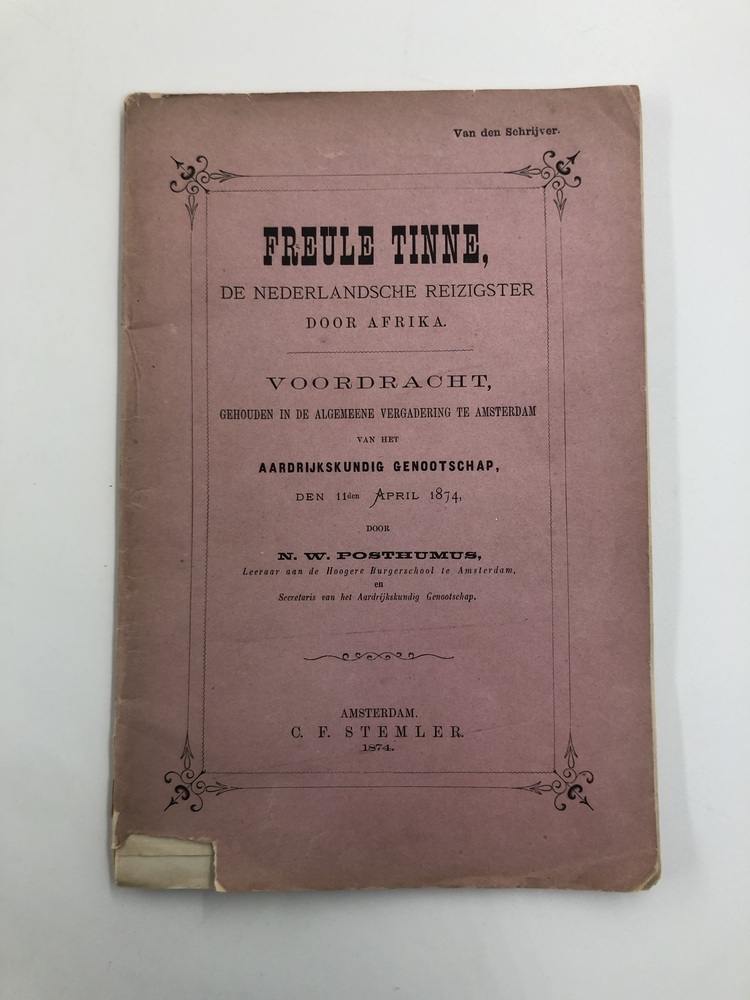 Van den Schrijver.
FREULE TINNE,
DE NEDERLANDSCHE REIZIGSTER
DOOR AFRIKA.
VOORDRACHT,
GEHOUDEN IN DE ALGEMEENE VERGADERING TE AMSTERDAM
VAN HET
AARDRIJKSKUNDIG GENOOTSCHAP,
DEN 11den APRIL 1874,
DOOR
N. W. POSTHUMUS,
Leeraar aan de Hoogere Burgerschool te Amsterdam,
en
Secretaris van het Aardrijkskundig Genootschap.
AMSTERDAM.
C. F. STEMLER.
1874.